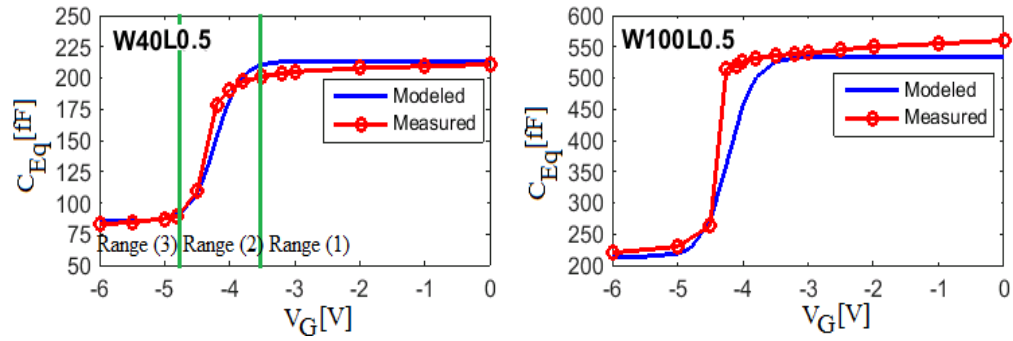 W40L0.5
C_Eq[fF]
250
225
200
175
150
125
100
75
50
Modeled
Measured
Range (3) Range (2) Range (1)
-6 -5 -4 -3 -2 -1 0
V_G[V]
W100L0.5
C_Eq[fF]
600
550
500
450
400
350
300
250
200
Modeled
Measured
-6 -5 -4 -3 -2 -1 0
V_G[V]